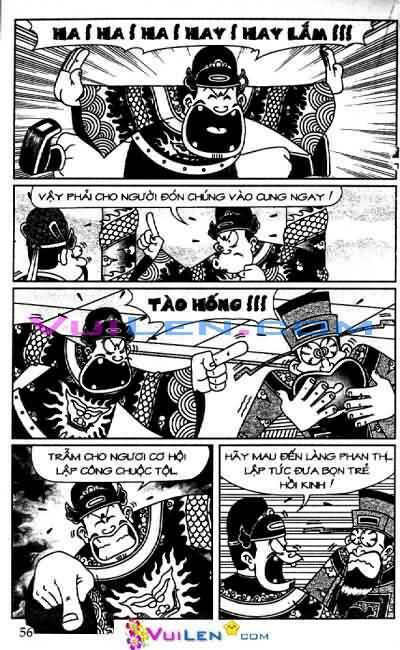 HA ! HA ! HA ! HAY ! HAY LẮM !!!
VẬY PHẢI CHO NGƯỜI ĐÓN CHÚNG VÀO CUNG NGAY !
TÀO HỐNG !!!
VUILEN.COM
TRẪM CHO NGƯƠI CƠ HỘI
LẬP CÔNG CHUỘC TỘI.
HÃY MAU ĐẾN LÀNG PHAN THỊ...
LẬP TỨC ĐƯA BỌN TRẺ
HỒI KINH !
56
VUILEN.COM